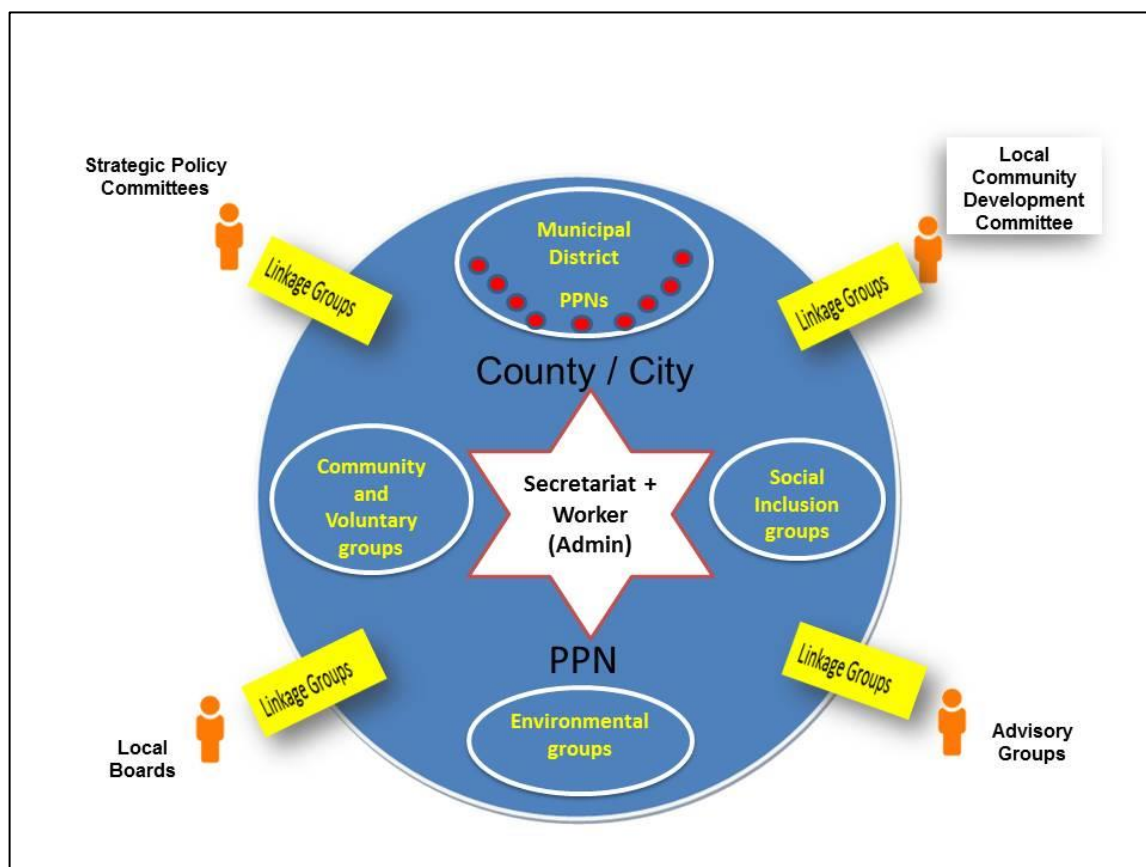 Strategic Policy
Committees
Local
Community
Development
Committee
Linkage Groups
Municipal
District
PPNs
Linkage Groups
County / City
Community
and
Voluntary
groups
Secretariat +
Worker
(Admin)
Social
Inclusion
groups
PPN
Linkage Groups
Linkage Groups
Environmental
groups
Local
Boards
Advisory
Groups